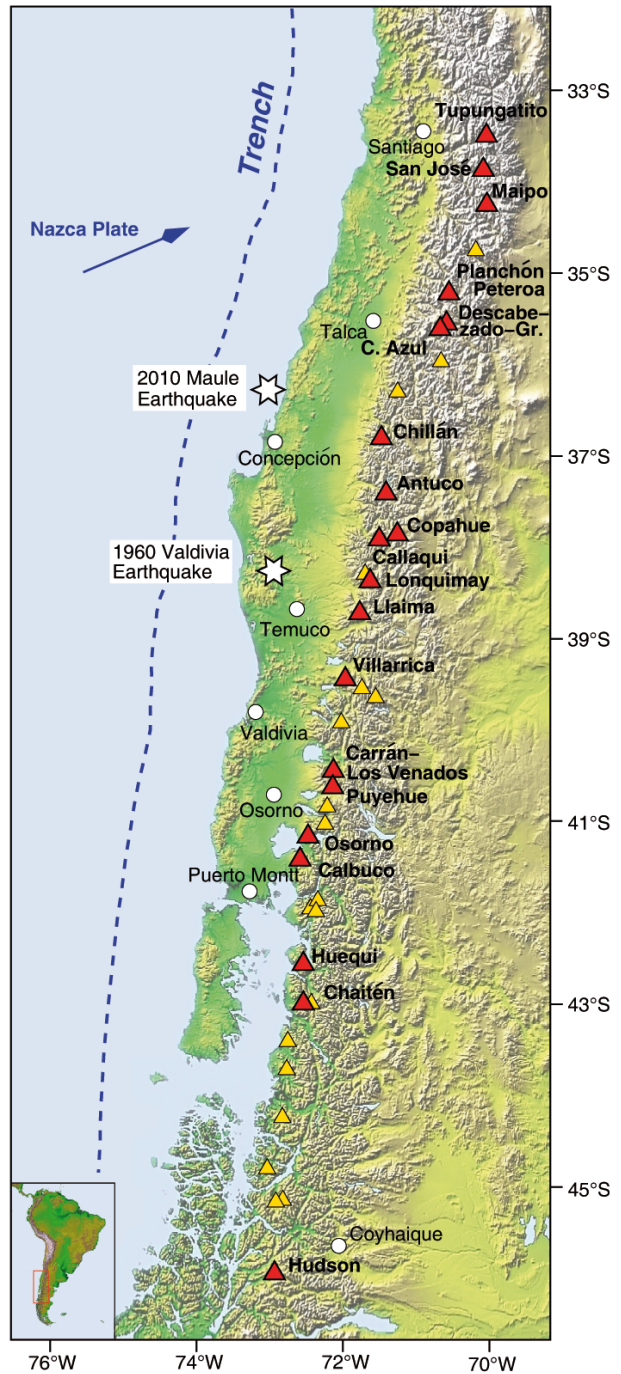 33°S
Tupungatito
Trench
Santiago
San José
Maipo
Nazca Plate
Planchón
Peteroa
35°S
Descabe–
zado–Gr.
Talca
C. Azul
2010 Maule
Earthquake
Chillán
Concepción
37°S
Antuco
Copahue
1960 Valdivia
Earthquake
Callaqui
Lonquimay
Llaima
Temuco
39°S
Villarrica
Valdivia
Carrán–
Los Venados
Puyehue
Osorno
41°S
Osorno
Calbuco
Puerto Montt
Huequi
Chaitén
43°S
45°S
Coyhaique
Hudson
76°W
74°W
72°W
70°W